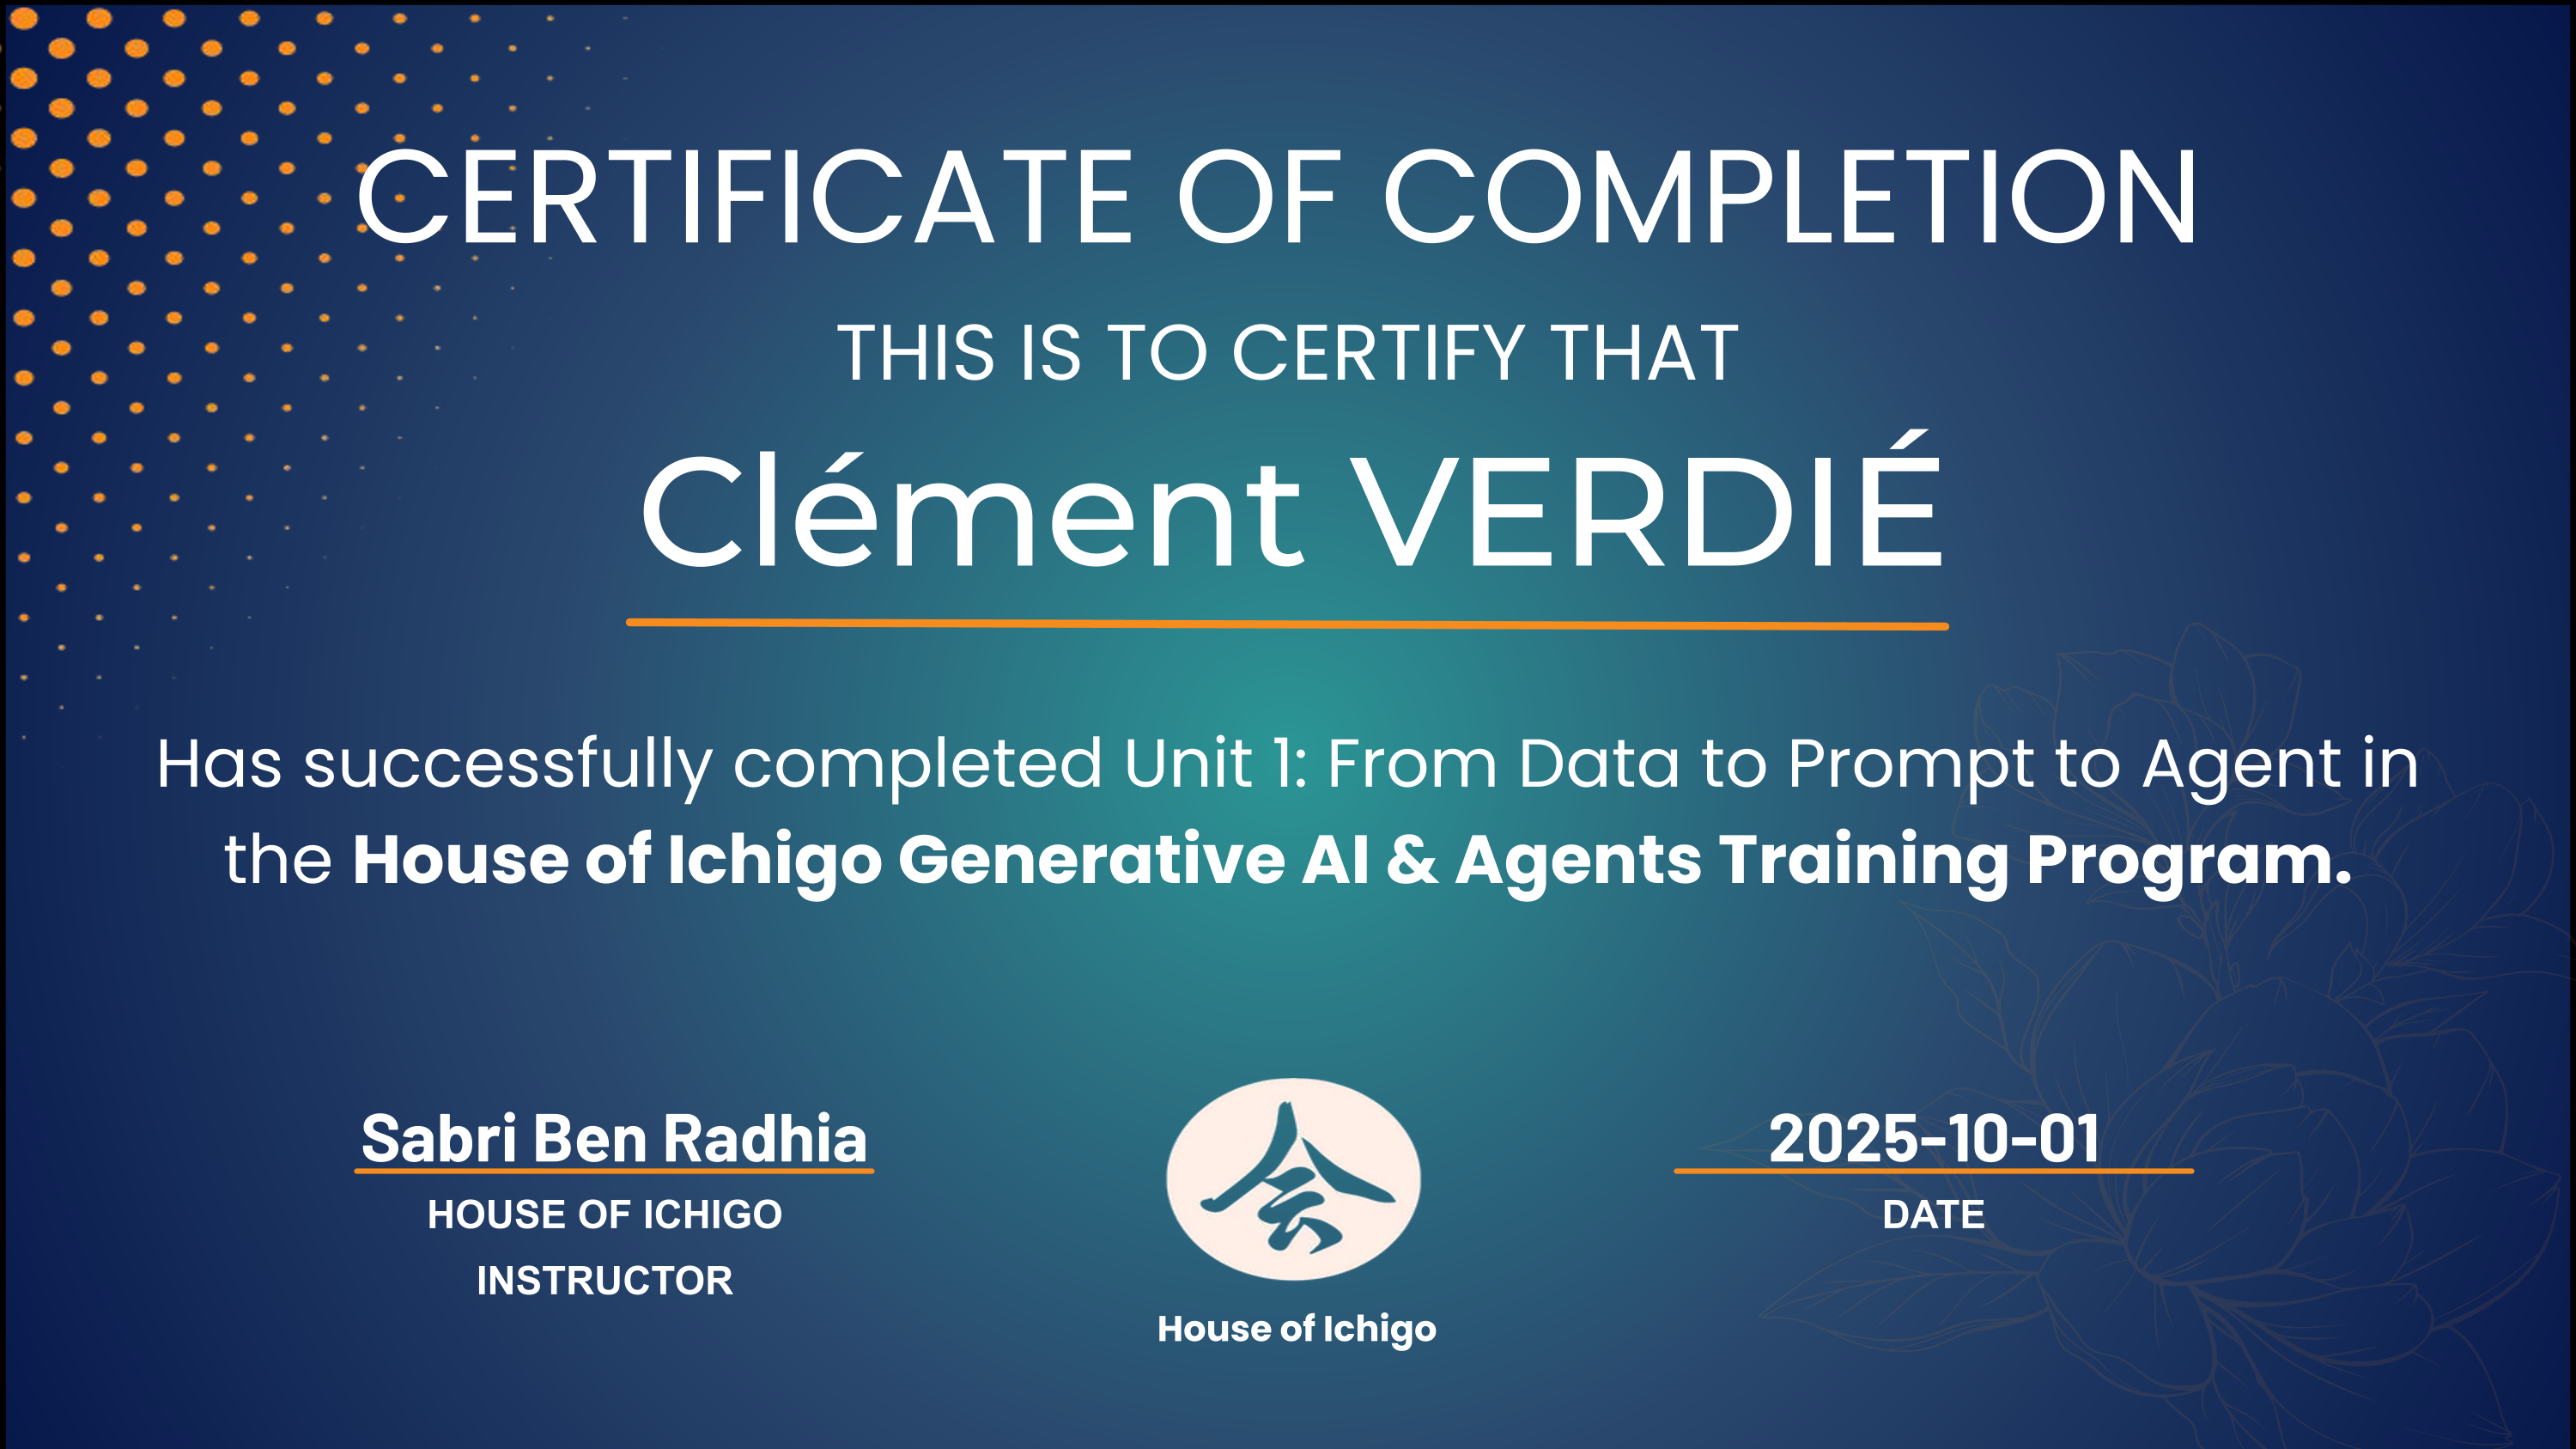 CERTIFICATE OF COMPLETION
THIS IS TO CERTIFY THAT
Clément VERDIÉ
Has successfully completed Unit 1: From Data to Prompt to Agent in
the House of Ichigo Generative AI & Agents Training Program.
Sabri Ben Radhia
HOUSE OF ICHIGO
INSTRUCTOR
会
House of Ichigo
2025-10-01
DATE